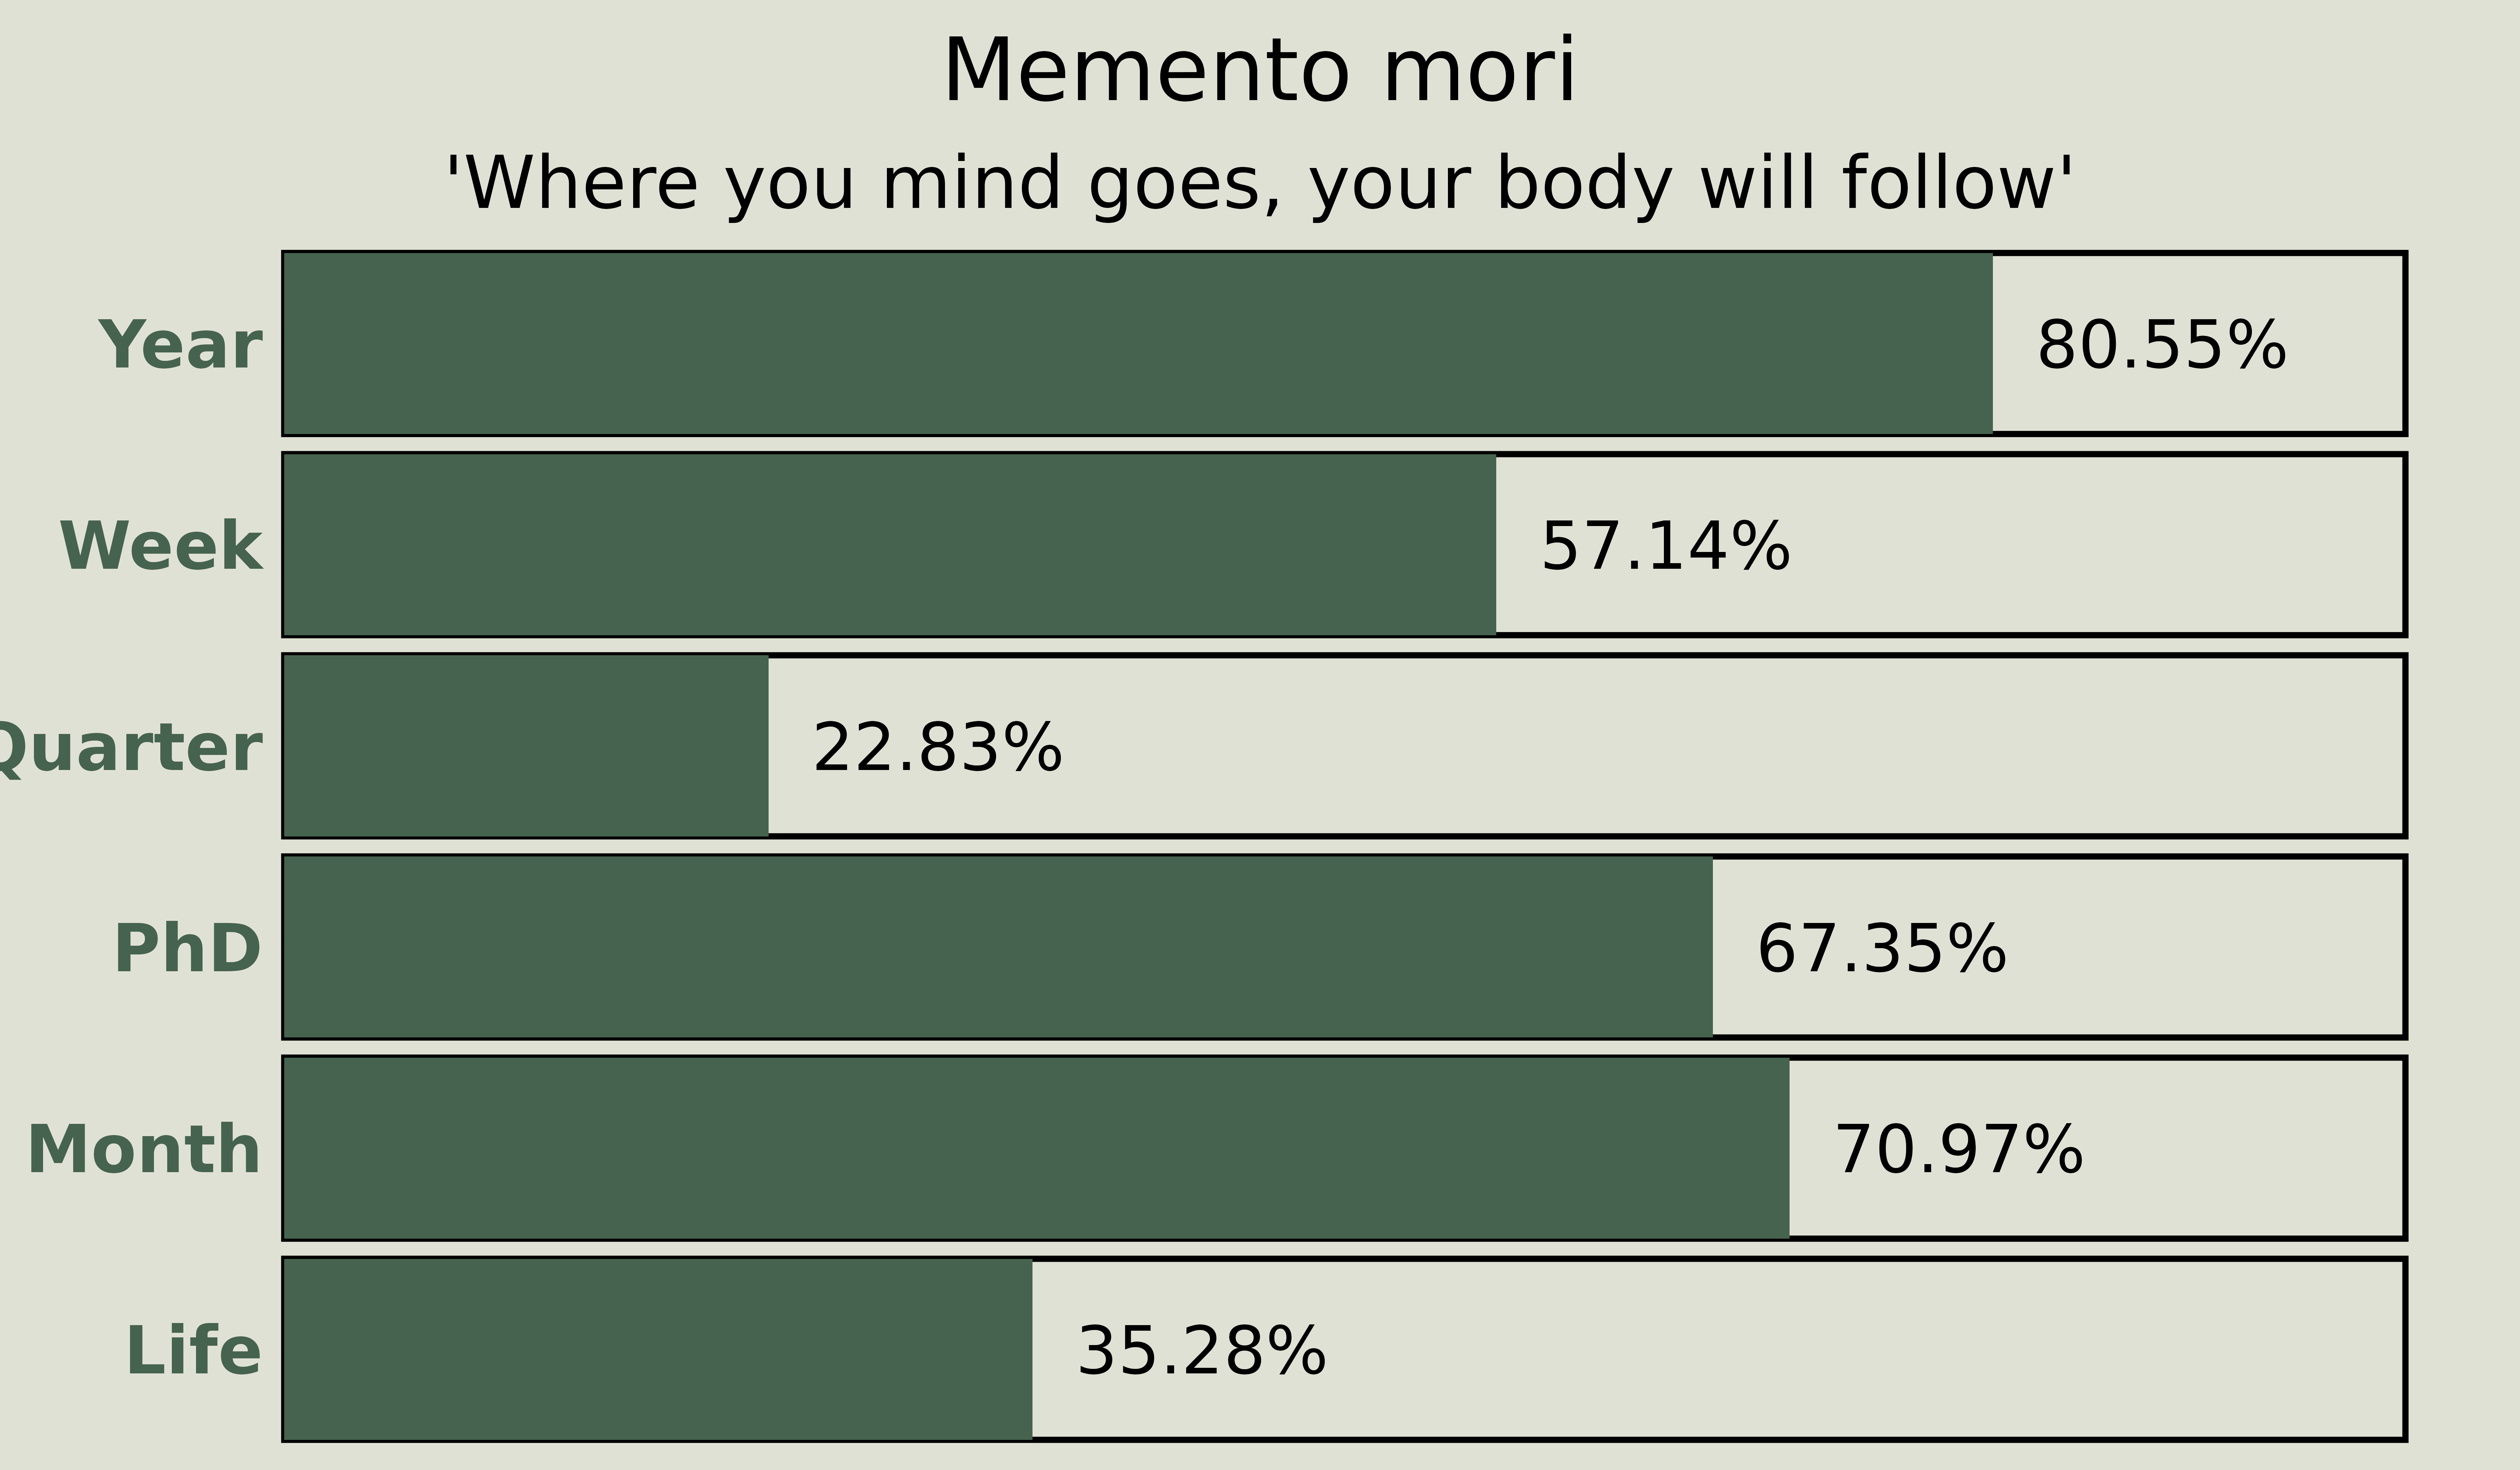 Memento mori
'Where you mind goes, your body will follow'
Year 80.55%
Week 57.14%
Quarter 22.83%
PhD 67.35%
Month 70.97%
Life 35.28%